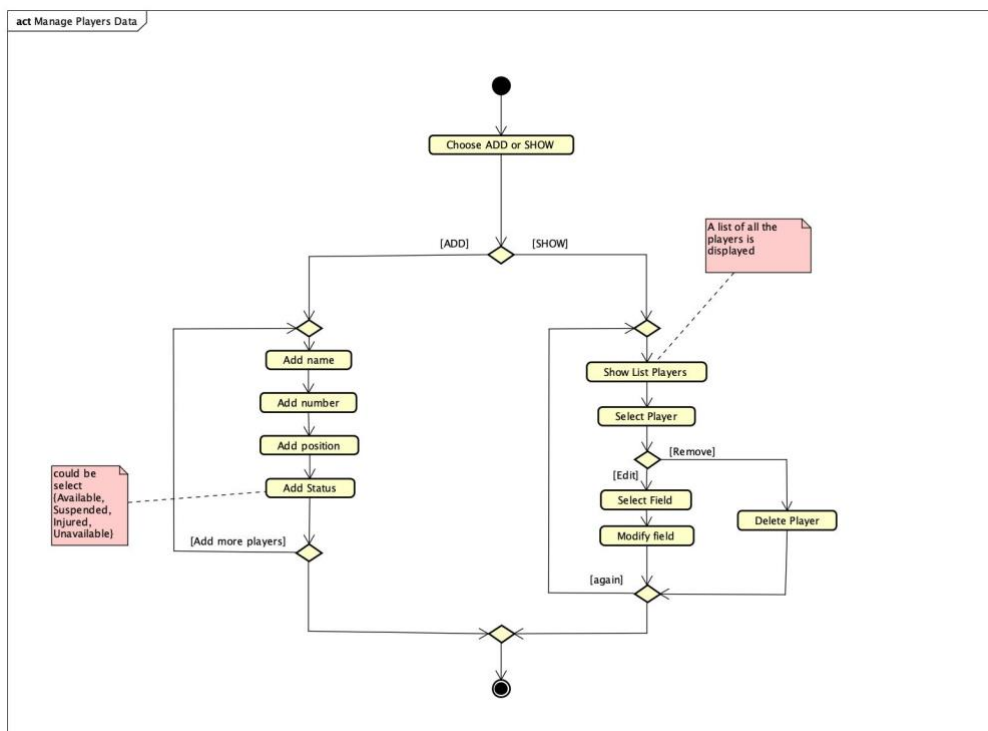 act Manage Players Data
Choose ADD or SHOW
[ADD]
[SHOW]
A list of all the
players is
displayed
Add name
Show List Players
Add number
Select Player
Add position
[Remove]
could be
select
{Available,
Suspended,
Injured,
Unavailable}
Add Status
[Edit]
Select Field
Delete Player
Modify field
[Add more players]
[again]